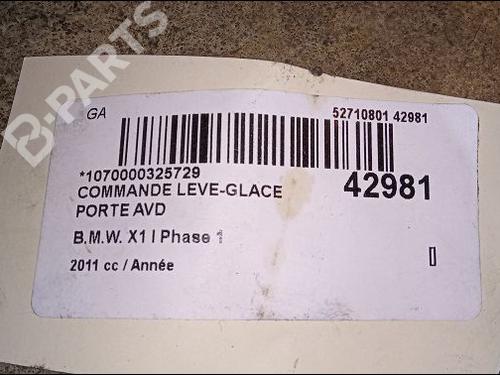 B-PARTS
GA
52710801 42981
*1070000325729
COMMANDE LEVE-GLACE
42981
PORTE AVD
B.M.W. X1 I Phase 1
2011 cc / Année